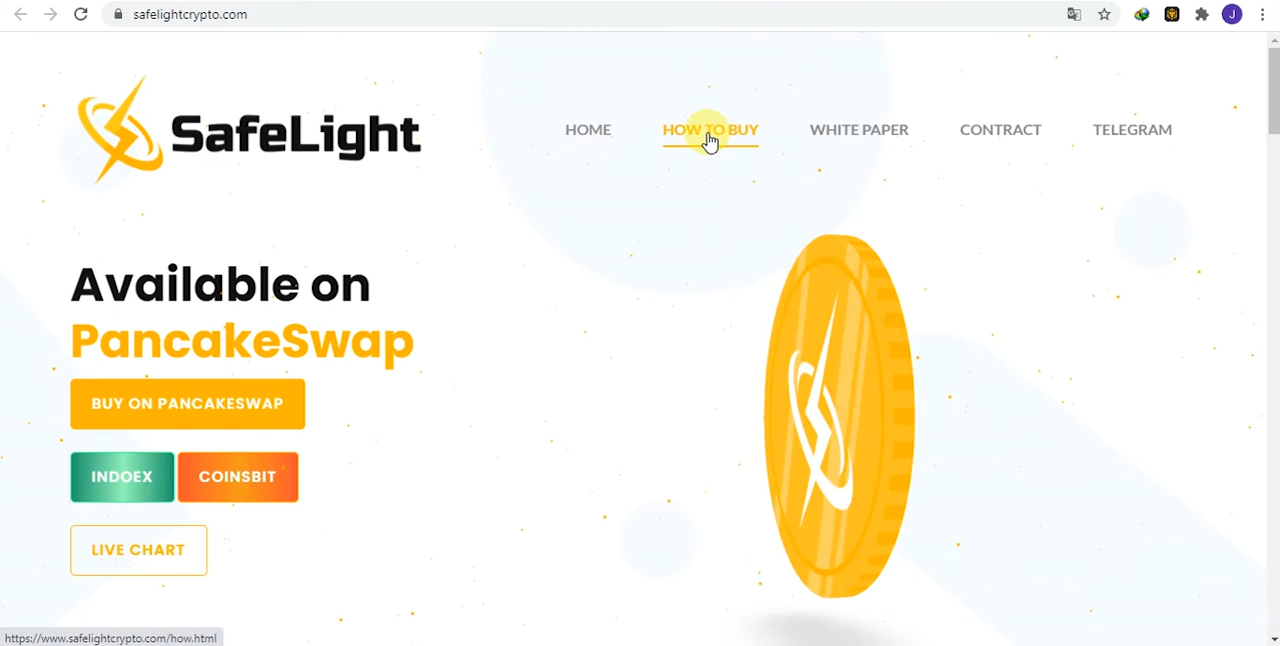 safelightcrypto.com
J
SafeLight
HOME
HOW TO BUY
WHITE PAPER
CONTRACT
TELEGRAM
Available on
PancakeSwap
BUY ON PANCAKESWAP
INDOEX
COINSBIT
LIVE CHART
https://www.safelightcrypto.com/how.html